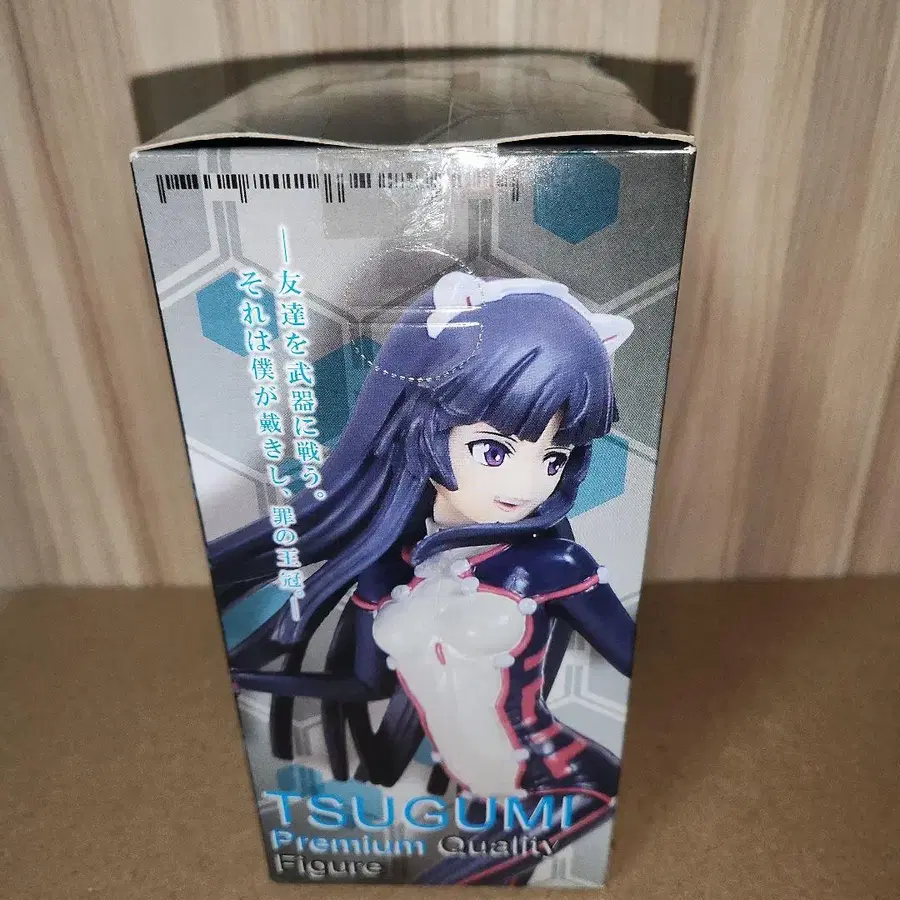 ―友達を武器に戦う。
それは僕が戴きし、罪の王冠。―
TSUGUMI
Premium Quality
Figure